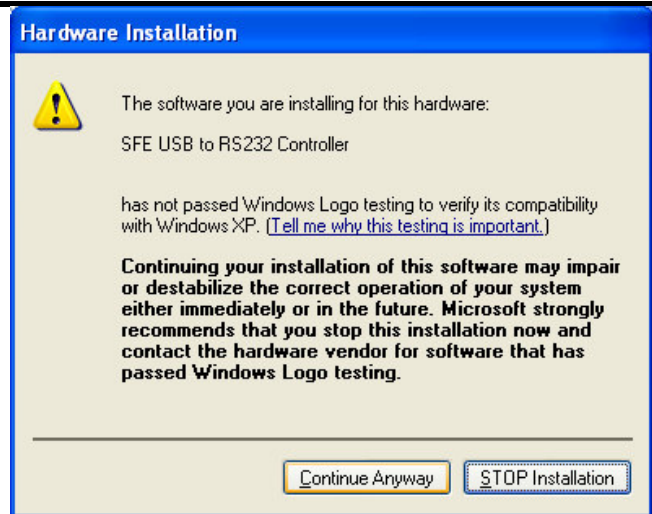 Hardware Installation
The software you are installing for this hardware:
SFE USB to RS232 Controller
has not passed Windows Logo testing to verify its compatibility
with Windows XP. (Tell me why this testing is important.)
Continuing your installation of this software may impair
or destabilize the correct operation of your system
either immediately or in the future. Microsoft strongly
recommends that you stop this installation now and
contact the hardware vendor for software that has
passed Windows Logo testing.
Continue Anyway
STOP Installation